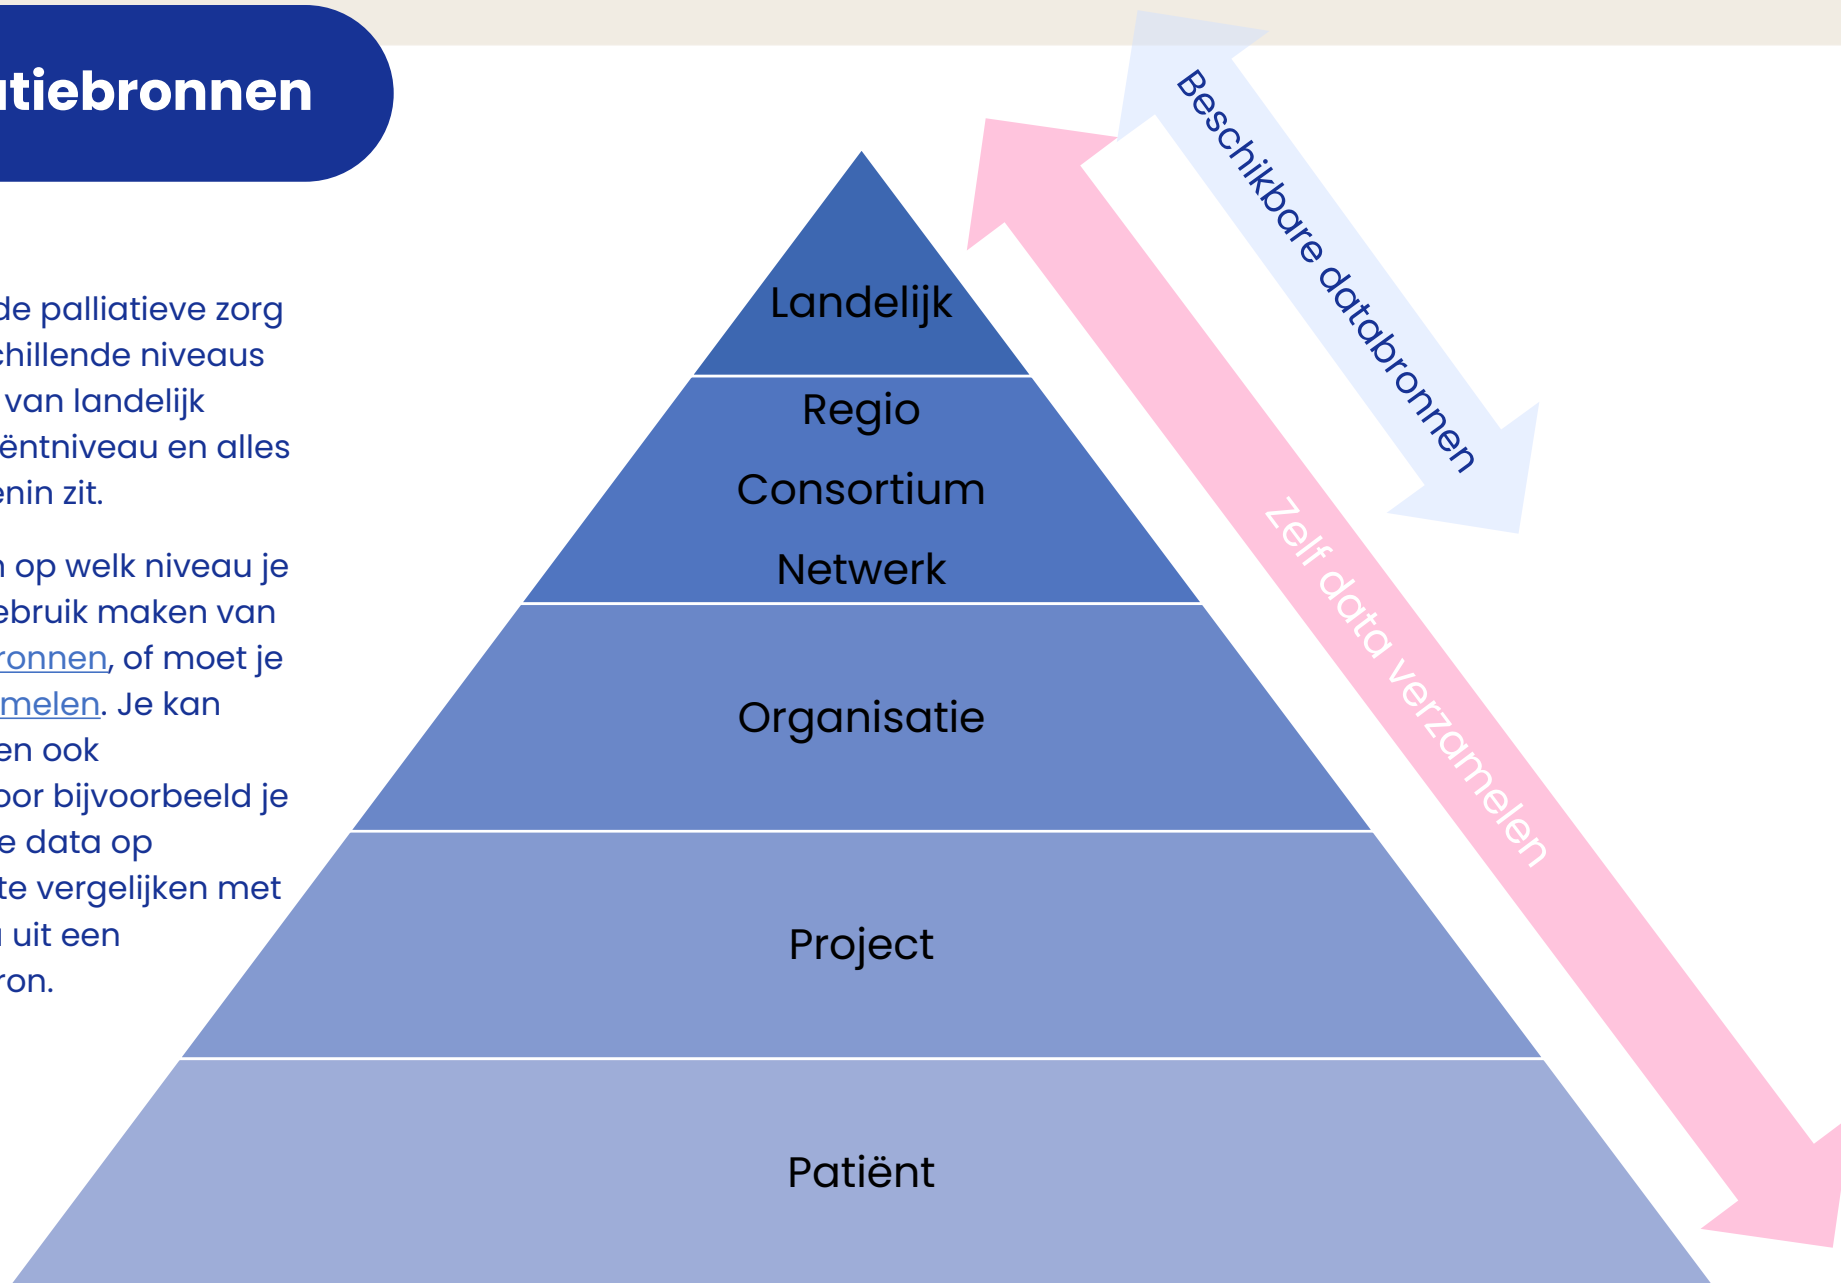 tiebronnen
de palliatieve zorg
chillende niveaus
van landelijk
ëntniveau en alles
enin zit.
op welk niveau je
ebruik maken van
ronnen, of moet je
melen. Je kan
en ook
oor bijvoorbeeld je
e data op
te vergelijken met
uit een
ron.
Landelijk
Regio
Consortium
Netwerk
Organisatie
Project
Patiënt
Beschikbare databronnen
Zelf data verzamelen